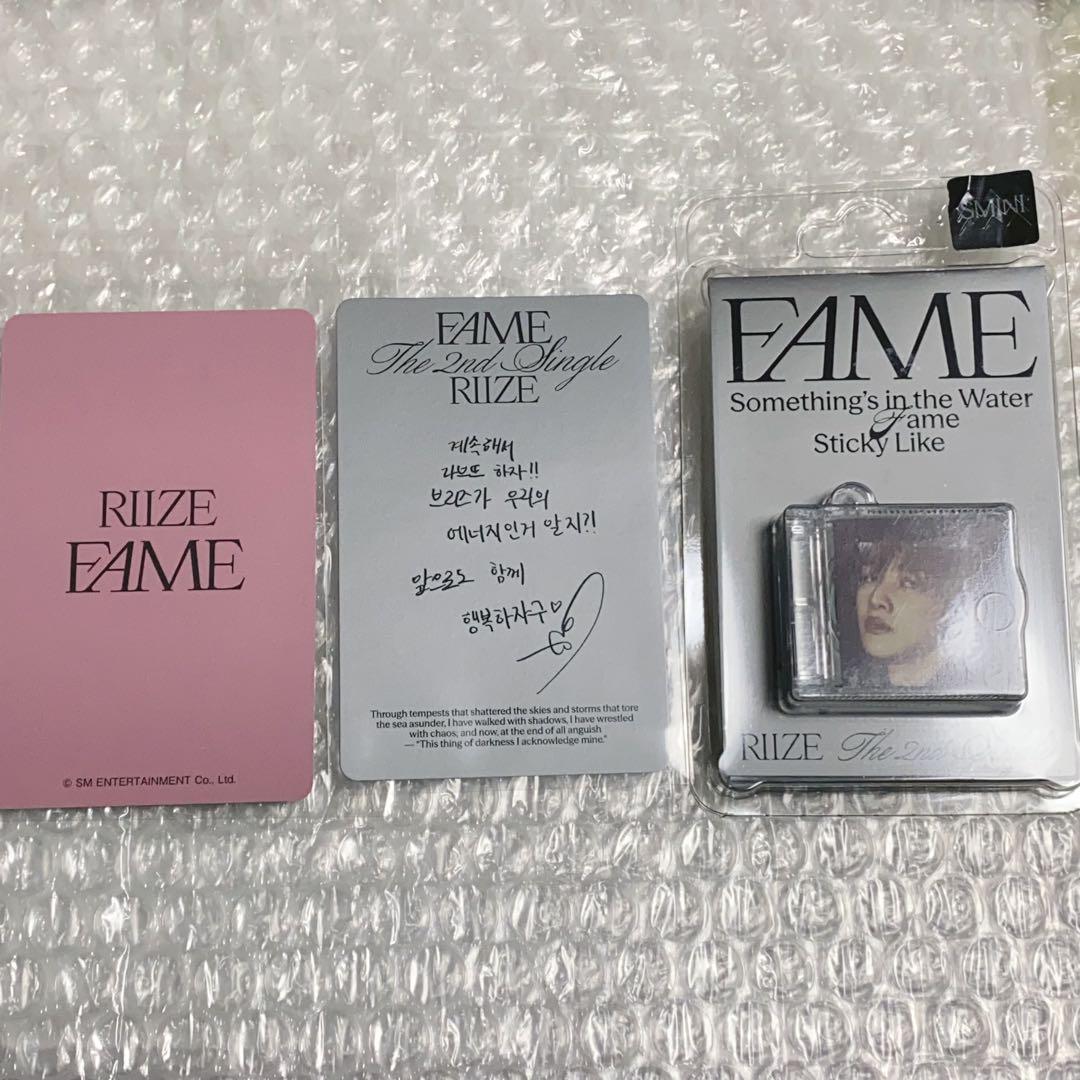 RIIZE
FAME
© SM ENTERTAINMENT Co., Ltd.
FAME
The 2nd Single
RIIZE
계속해서
라브뜨 하자!!
브리즈가 우리의
에너지인거 알지?!
앞으로도 함께
행복하자구♡
Through tempests that shattered the skies and storms that tore
the sea asunder, I have walked with shadows, I have wrestled
with chaos; and now, at the end of all anguish
— "This thing of darkness I acknowledge mine."
SMINI
FAME
Something's in the Water
Fame
Sticky Like
RIIZE The 2nd